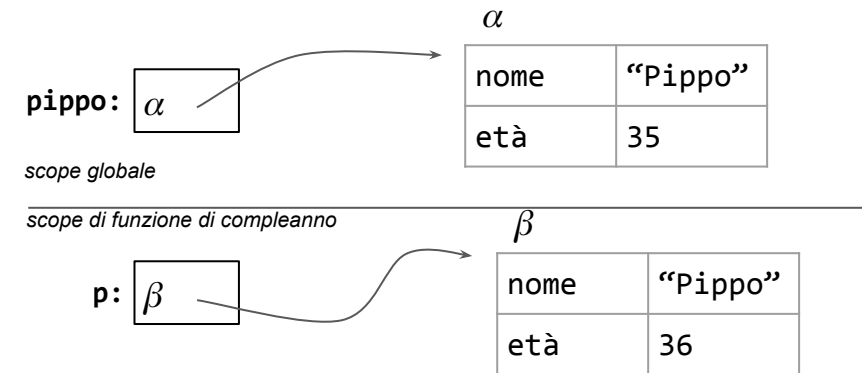 α
pippo: α
nome “Pippo”
età 35
scope globale
scope di funzione di compleanno
β
p: β
nome “Pippo”
età 36